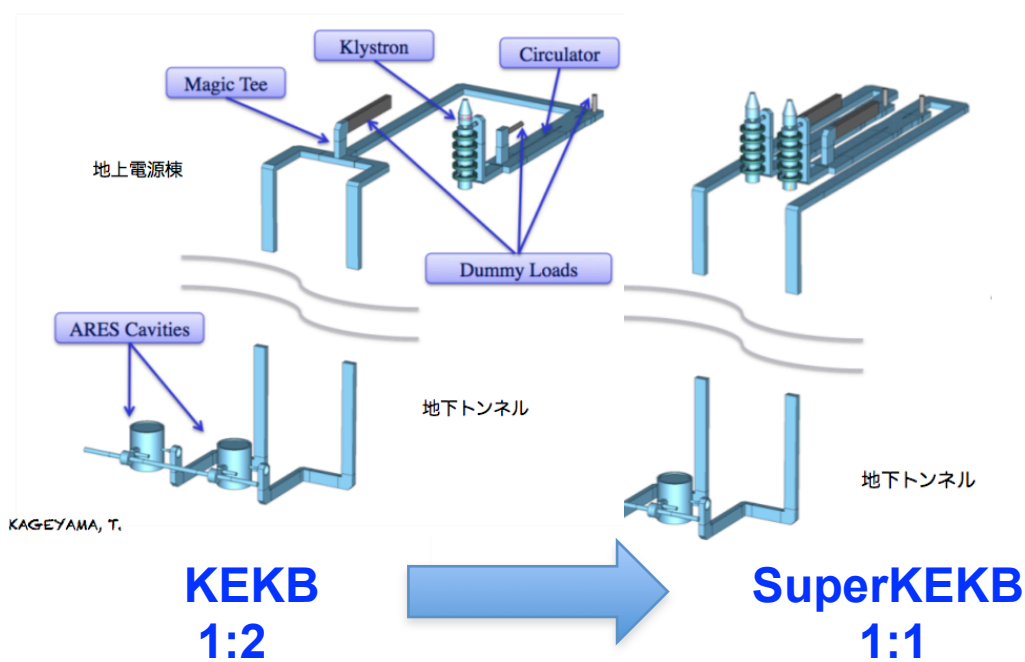 Klystron
Circulator
Magic Tee
地上電源棟
Dummy Loads
ARES Cavities
地下トンネル
地下トンネル
KAGEYAMA, T.
KEKB
1:2
SuperKEKB
1:1